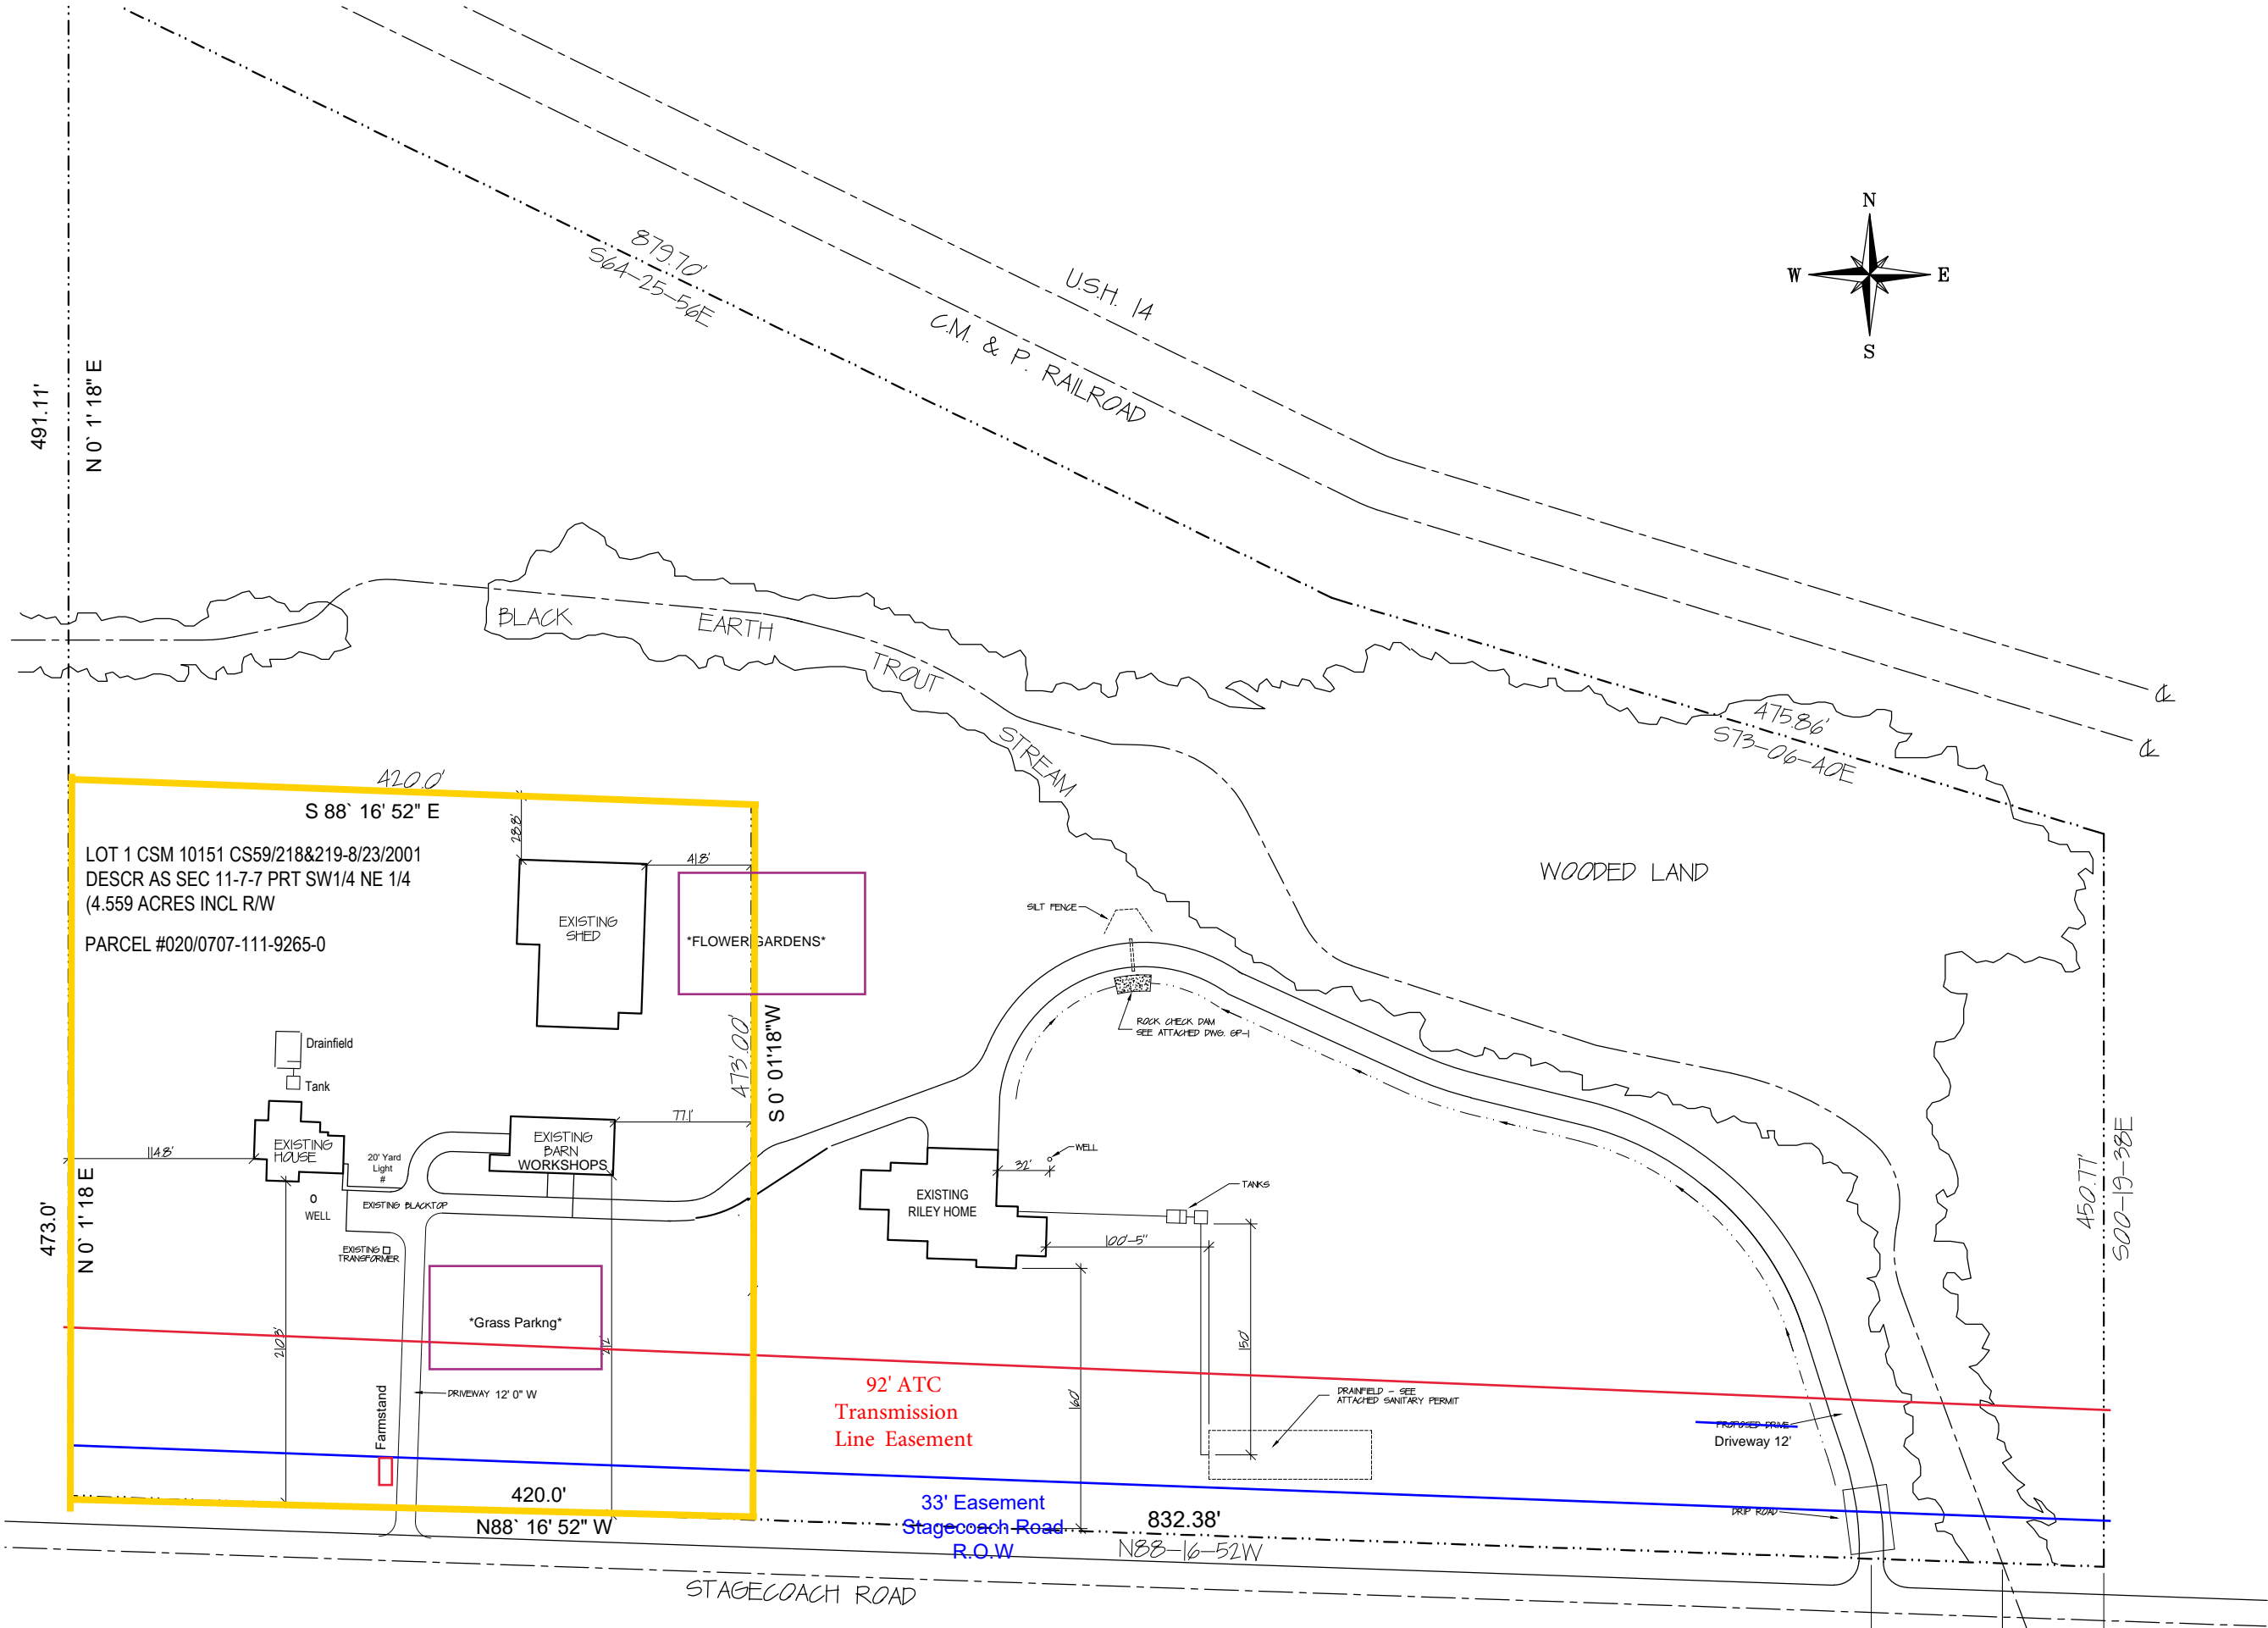 N
W
E
S
879.70'
S64-25-56E
U.S.H. 14
C.M. & P. RAILROAD
491.11'
N 0` 1' 18" E
BLACK EARTH TROUT STREAM
475.86'
S73-06-40E
420.0'
S 88` 16' 52" E
28.8'
LOT 1 CSM 10151 CS59/218&219-8/23/2001
DESCR AS SEC 11-7-7 PRT SW1/4 NE 1/4
(4.559 ACRES INCL R/W
PARCEL #020/0707-111-9265-0
41.8'
EXISTING
SHED
*FLOWER GARDENS*
WOODED LAND
SILT FENCE
ROCK CHECK DAM
SEE ATTACHED DWG. GP-1
473.00'
S 0` 01'18"W
Drainfield
Tank
77.1'
EXISTING
HOUSE
114.8'
20' Yard
Light
#
EXISTING
BARN
WORKSHOPS
WELL
EXISTING BLACKTOP
EXISTING
TRANSFORMER
473.0'
N 0` 1' 18 E
WELL
32'
EXISTING
RILEY HOME
TANKS
100'-5"
450.77'
S00-19-38E
*Grass Parkng*
210.3'
150'
160'
92' ATC
Transmission
Line Easement
DRIVEWAY 12' 0" W
Farmstand
DRAINFIELD - SEE
ATTACHED SANITARY PERMIT
PROPOSED DRIVE
Driveway 12'
420.0'
N88` 16' 52" W
33' Easement
Stagecoach Road
R.O.W
832.38'
N88-16-52W
DRIP ROAD
STAGECOACH ROAD